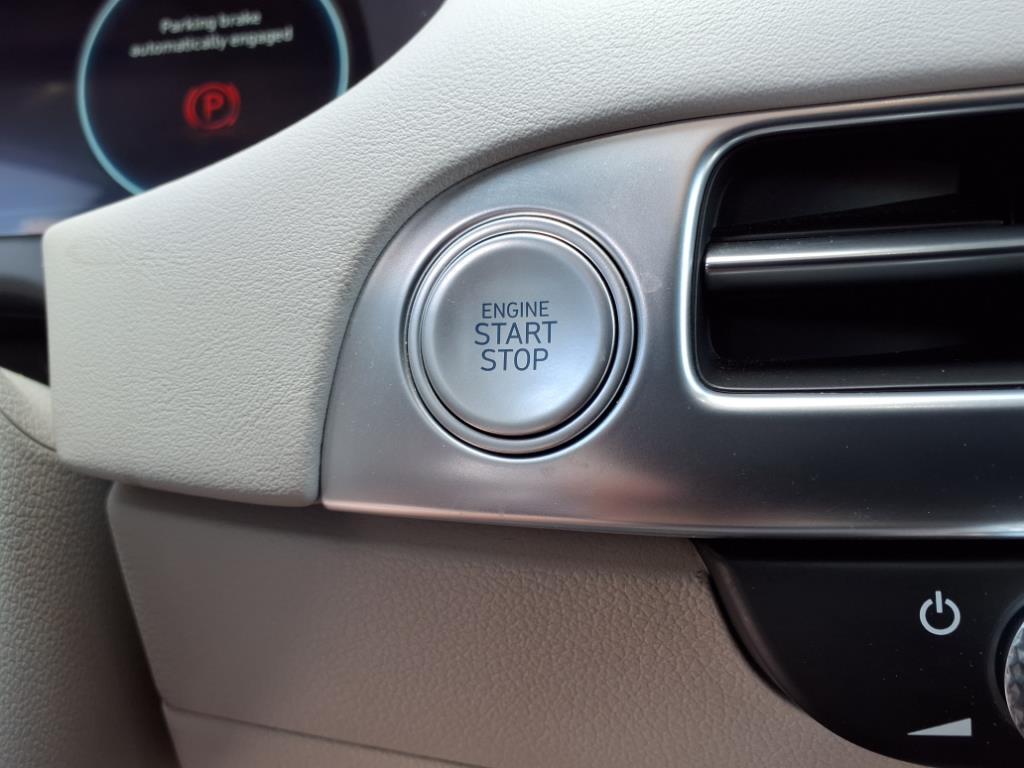 Parking brake
automatically engaged
P
ENGINE
START
STOP